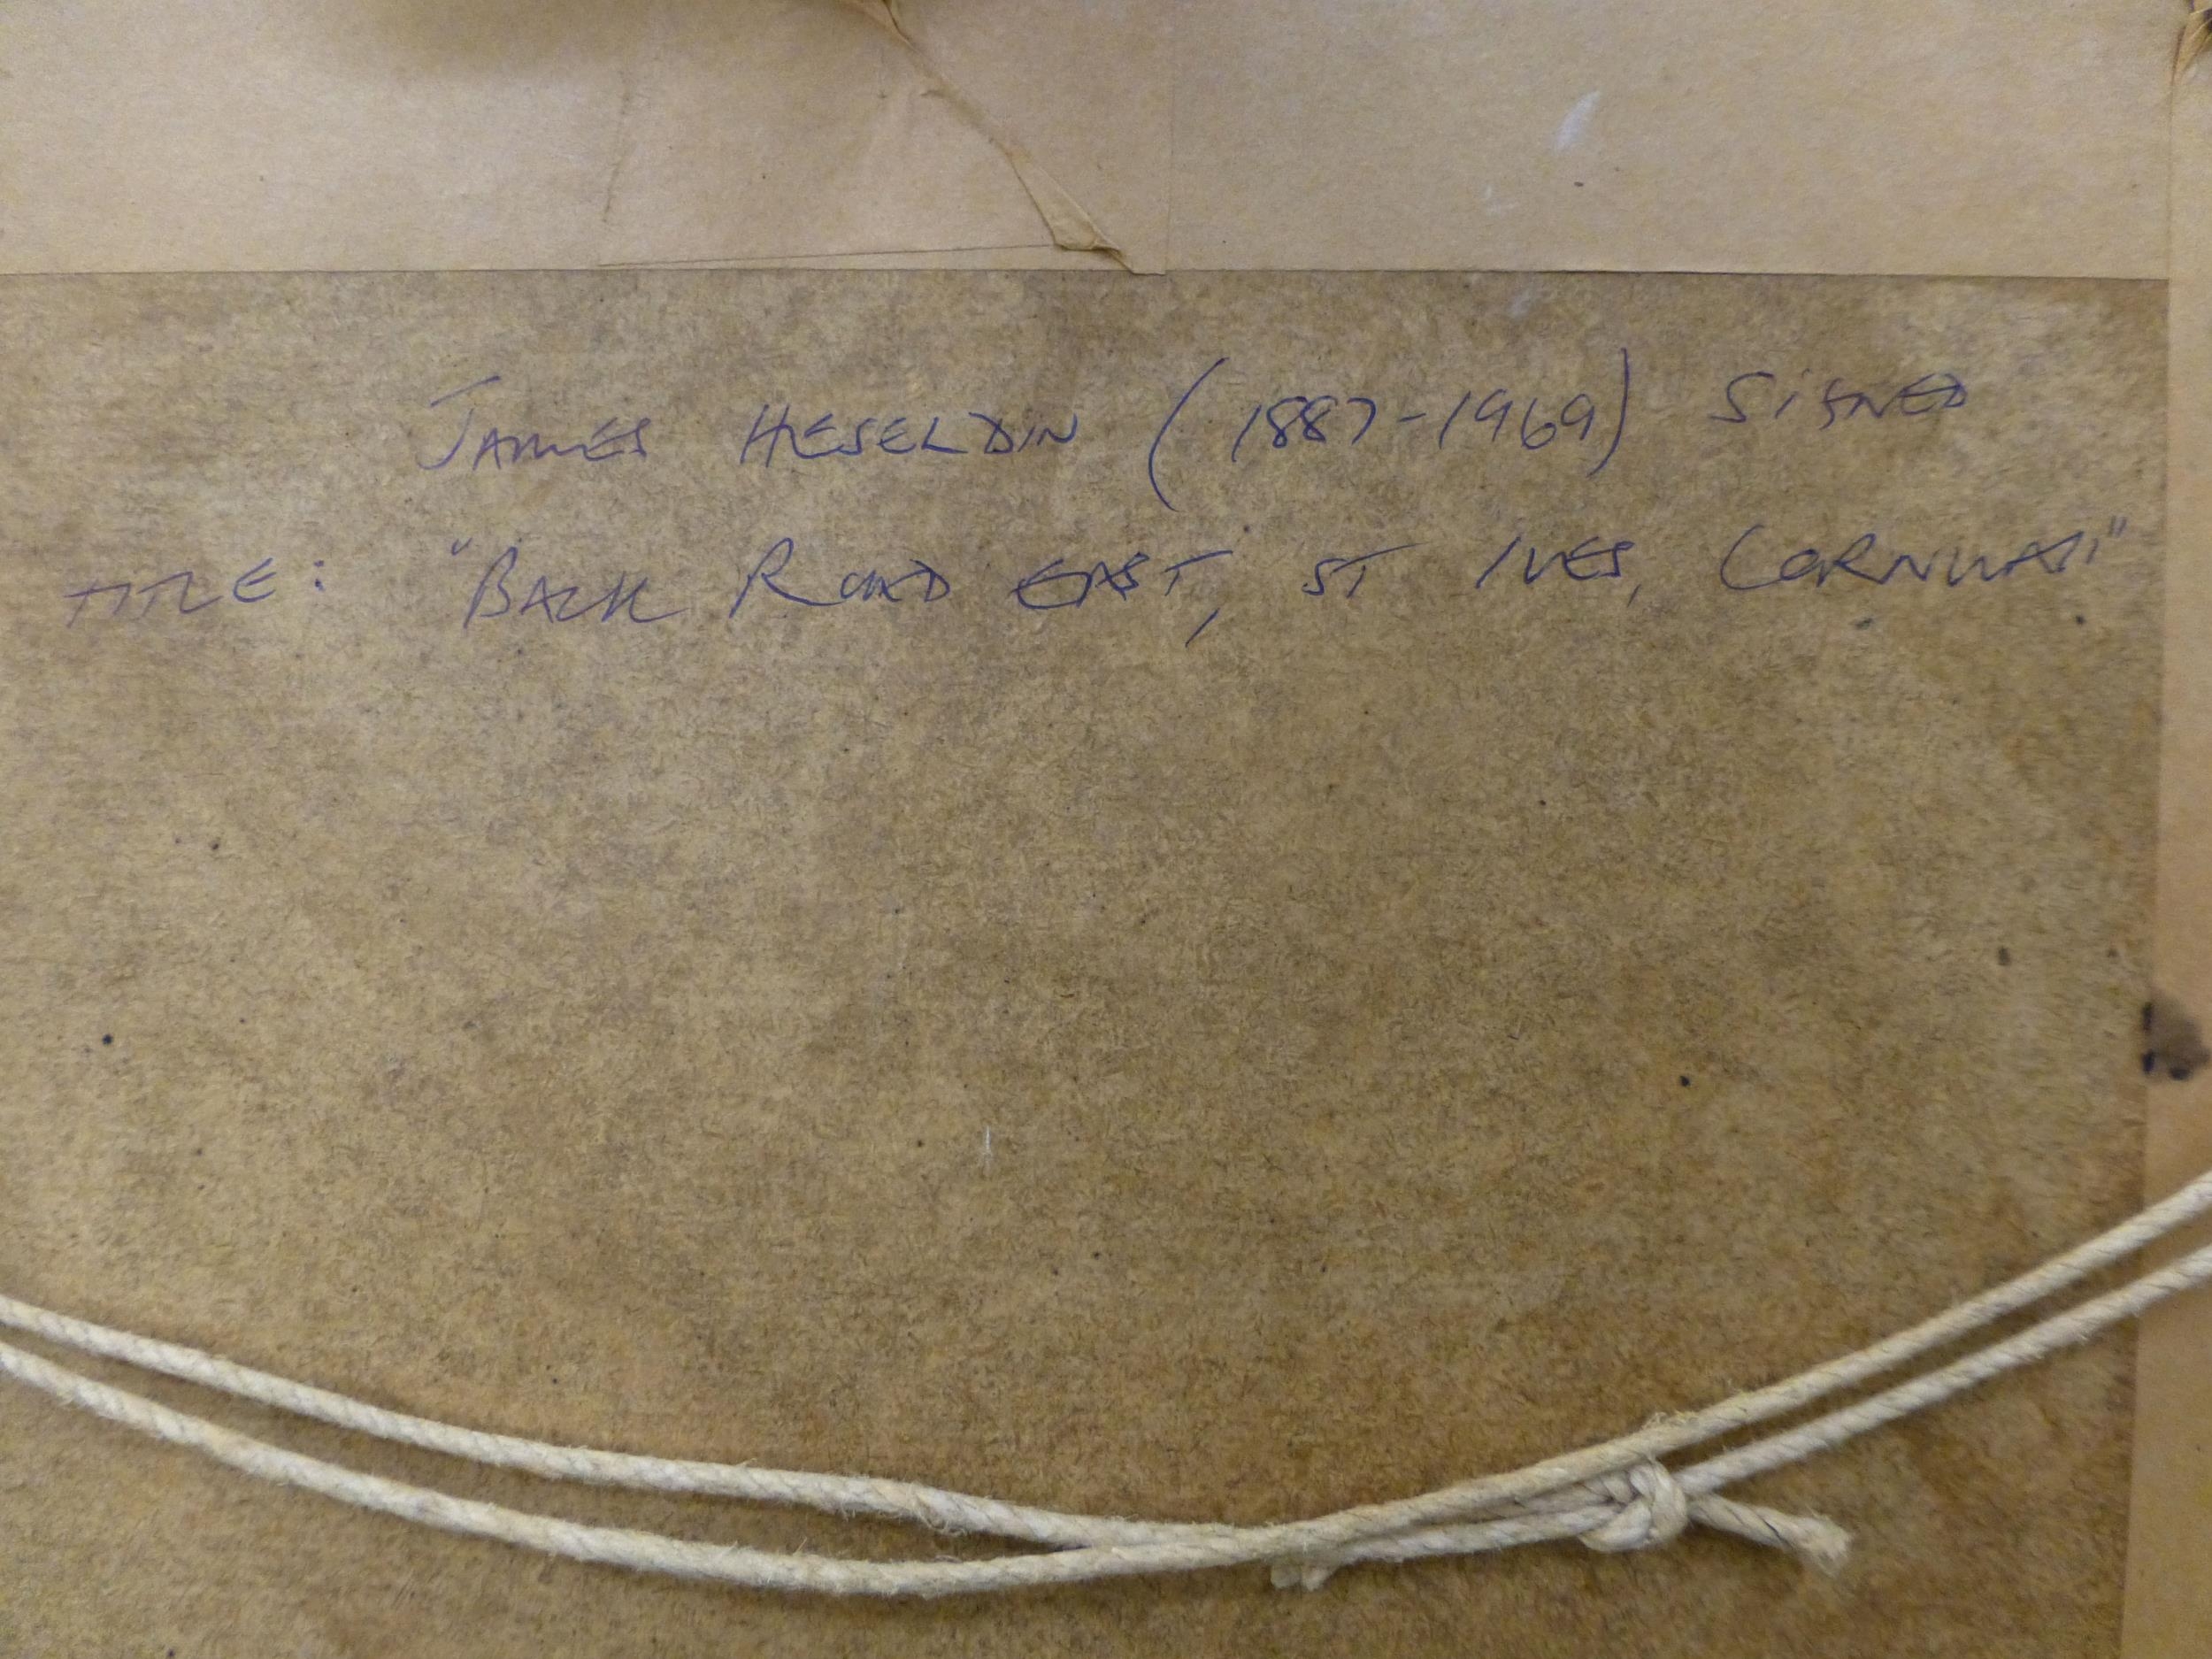 JAMES HESELDIN (1887-1969) SiGNED
TITLE: "BACK ROAD EAST, ST IVES, CORNWALL"